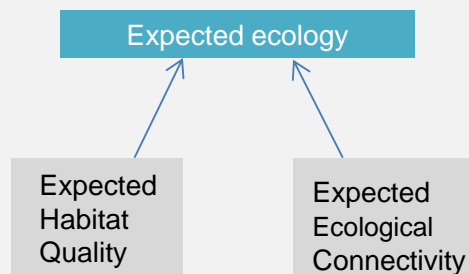 Expected ecology
Expected
Habitat
Quality
Expected
Ecological
Connectivity